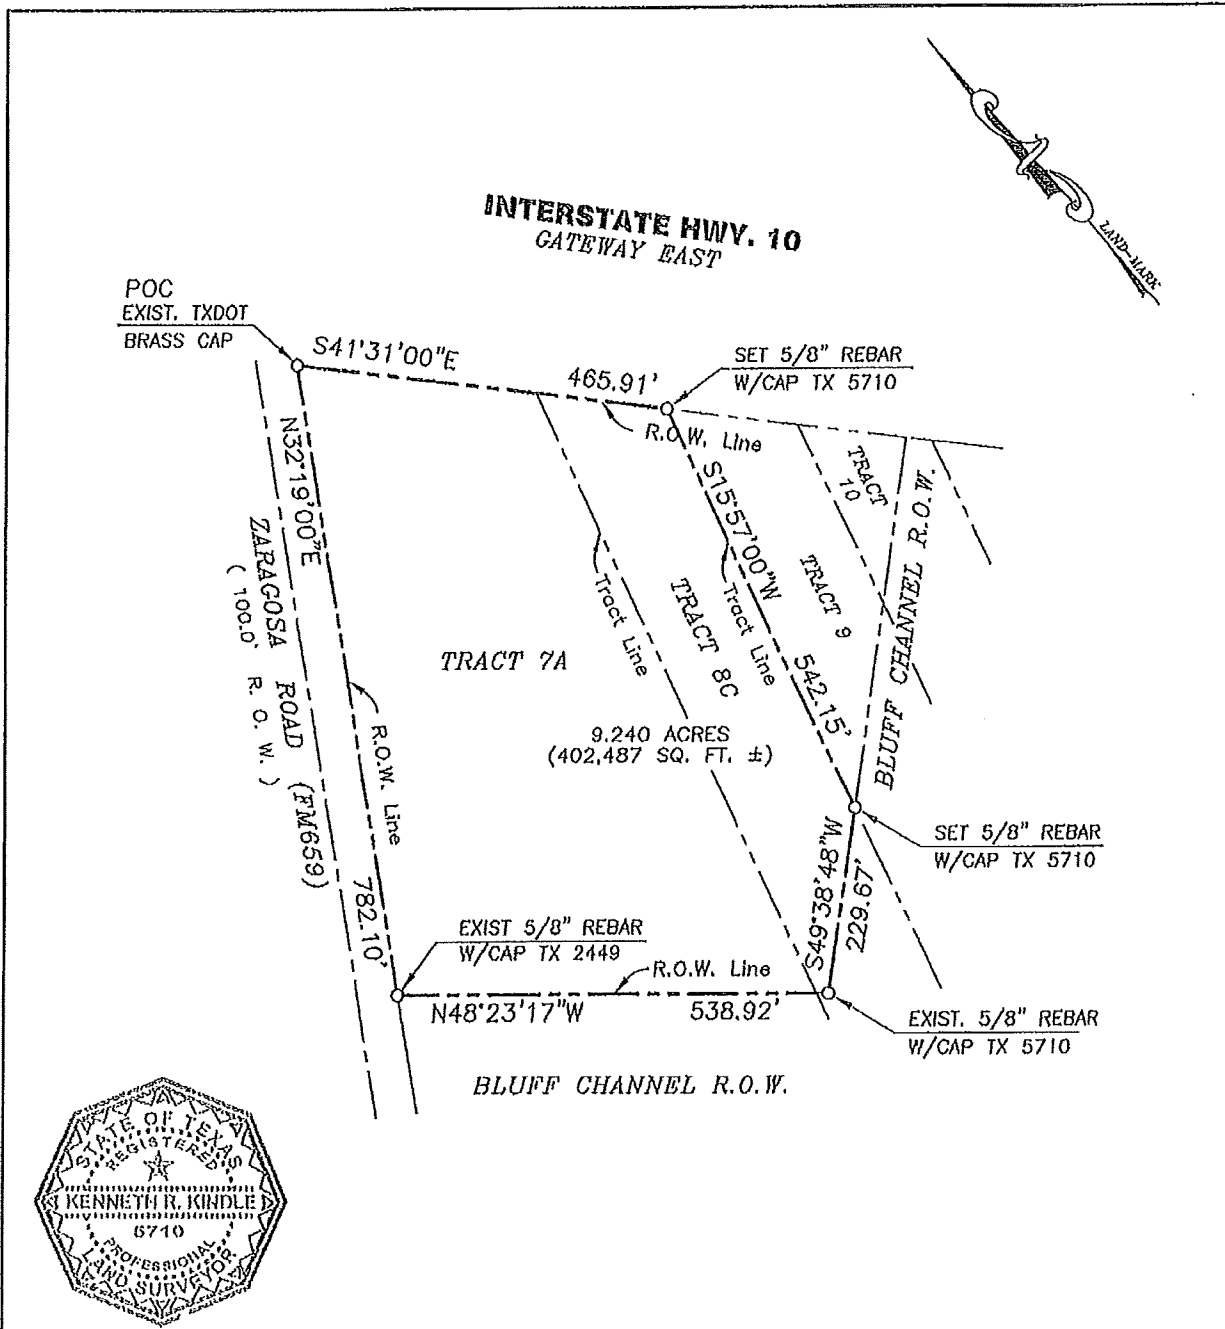 LAND-MARK
INTERSTATE HWY. 10
GATEWAY EAST
POC
EXIST. TXDOT
BRASS CAP
S41°31'00"E
465.91'
SET 5/8" REBAR
W/CAP TX 5710
R.O.W. Line
N32°19'00"E
S15°57'00"W
TRACT
10
ZARAGOSA ROAD (FM659)
( 100.0' R. O. W. )
Tract Line
TRACT 8C
Tract Line
TRACT 9
BLUFF CHANNEL R.O.W.
TRACT 7A
542.15'
R.O.W. Line
9.240 ACRES
(402,487 SQ. FT. ±)
SET 5/8" REBAR
W/CAP TX 5710
782.10'
S49°38'48"W
229.67'
EXIST 5/8" REBAR
W/CAP TX 2449
R.O.W. Line
N48°23'17"W
538.92'
EXIST. 5/8" REBAR
W/CAP TX 5710
BLUFF CHANNEL R.O.W.
STATE OF TEXAS
REGISTERED
KENNETH R. KINDLE
5710
PROFESSIONAL
LAND SURVEYOR